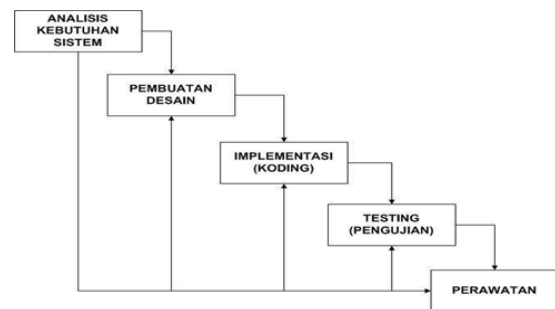 ANALISIS
KEBUTUHAN
SISTEM
PEMBUATAN
DESAIN
IMPLEMENTASI
(KODING)
TESTING
(PENGUJIAN)
PERAWATAN